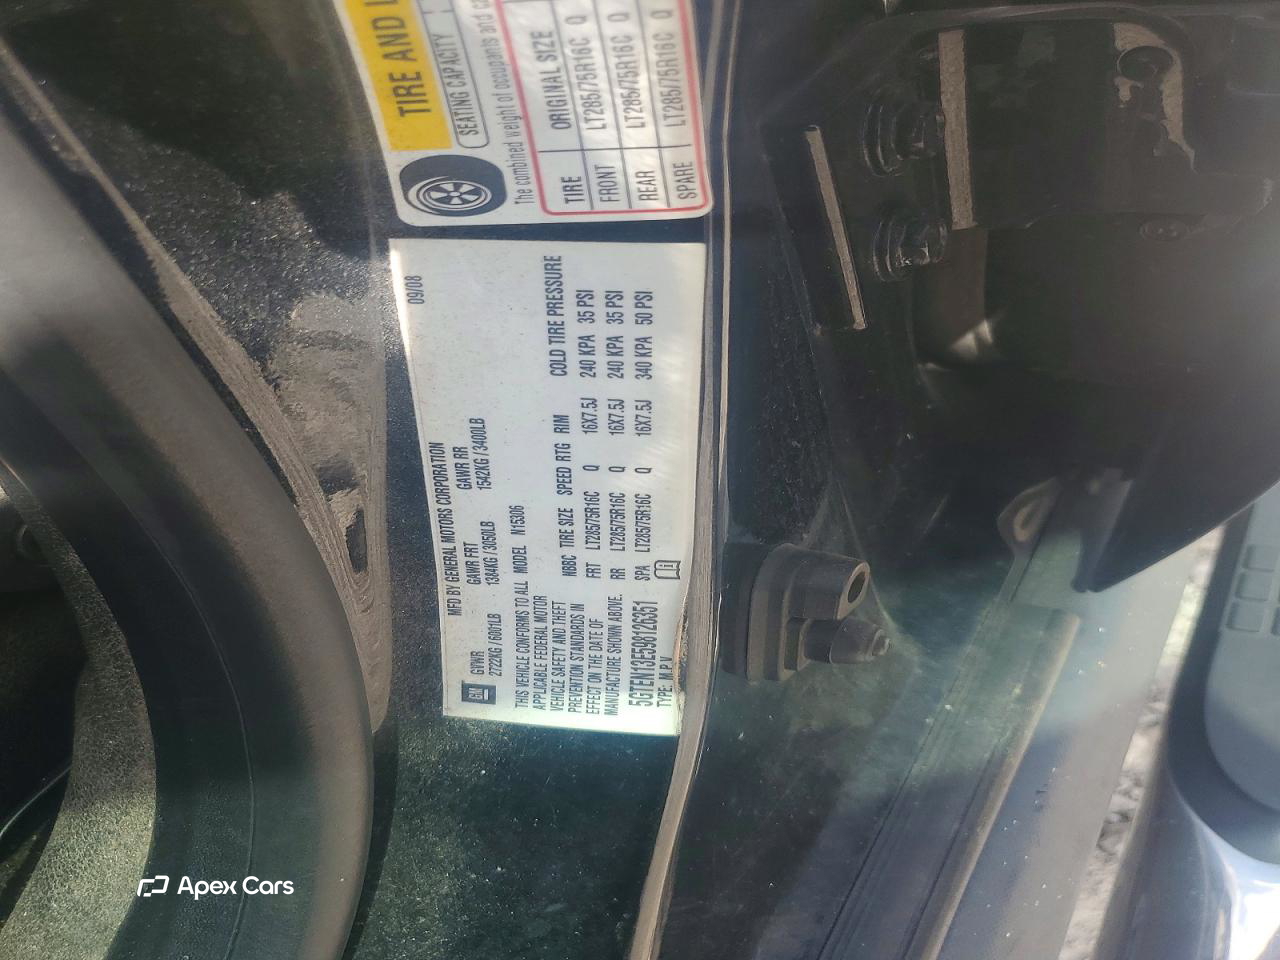 TIRE AND L
SEATING CAPACITY
The combined weight of occupants and
TIRE ORIGINAL SIZE
FRONT LT285/75R16C Q
REAR LT285/75R16C Q
SPARE LT285/75R16C Q
09/08
MFD BY GENERAL MOTORS CORPORATION
GM GVWR GAWR FRT GAWR RR
2722KG/6001LB 1384KG/3050LB 1542KG/3400LB
THIS VEHICLE CONFORMS TO ALL MODEL N15306
APPLICABLE FEDERAL MOTOR
VEHICLE SAFETY AND THEFT
PREVENTION STANDARDS IN
EFFECT ON THE DATE OF
MANUFACTURE SHOWN ABOVE.
NBBC TIRE SIZE SPEED RTG RIM COLD TIRE PRESSURE
FRT LT285/75R16C Q 16X7.5J 240 KPA 35 PSI
RR LT285/75R16C Q 16X7.5J 240 KPA 35 PSI
SPA LT285/75R16C Q 16X7.5J 340 KPA 50 PSI
5GTEN13E598126351
TYPE: M.P.V.
Apex Cars